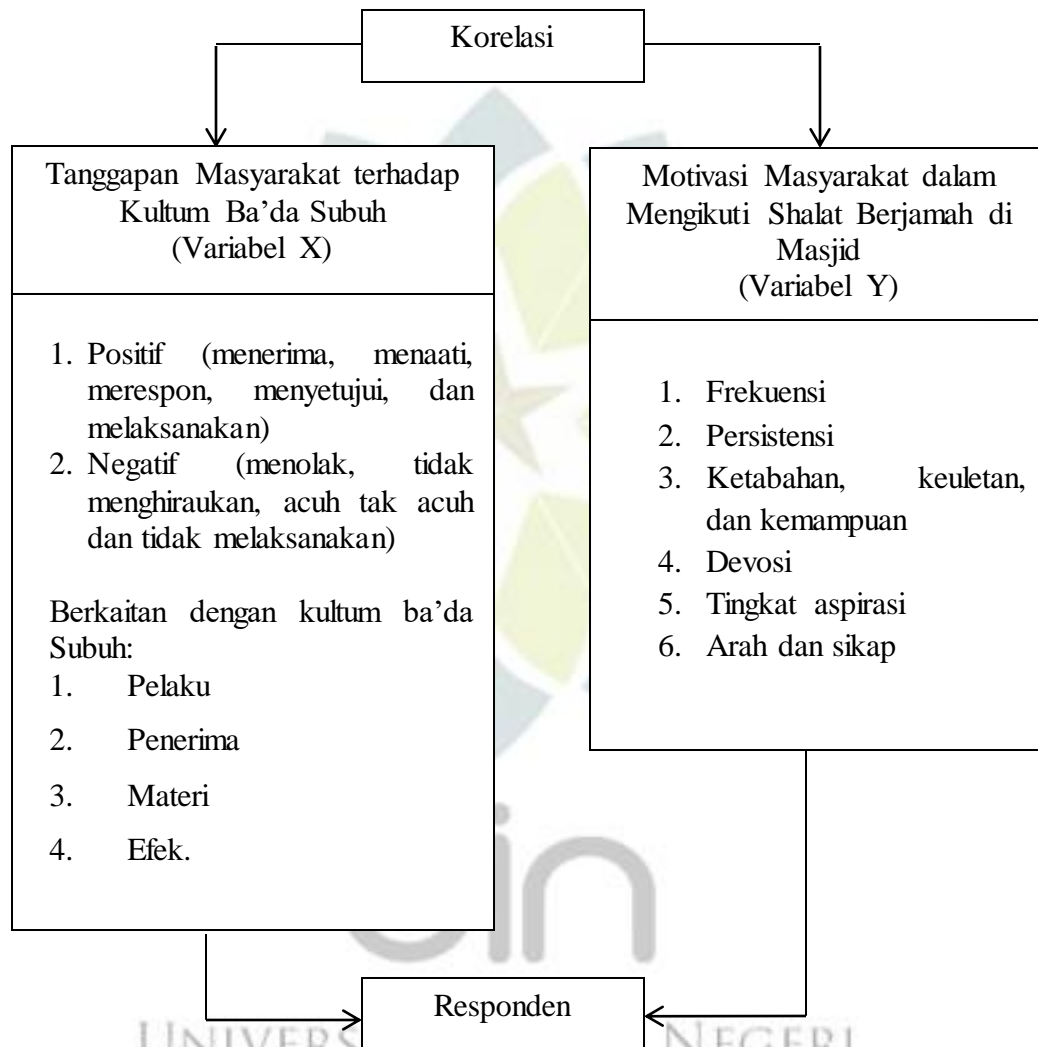 Korelasi
Tanggapan Masyarakat terhadap
Kultum Ba’da Subuh
(Variabel X)
1. Positif (menerima, menaati,
merespon, menyetujui, dan
melaksanakan)
2. Negatif (menolak, tidak
menghiraukan, acuh tak acuh
dan tidak melaksanakan)
Berkaitan dengan kultum ba’da
Subuh:
1. Pelaku
2. Penerima
3. Materi
4. Efek.
Motivasi Masyarakat dalam
Mengikuti Shalat Berjamah di
Masjid
(Variabel Y)
1. Frekuensi
2. Persistensi
3. Ketabahan, keuletan,
dan kemampuan
4. Devosi
5. Tingkat aspirasi
6. Arah dan sikap
uin
Responden
NEGERI